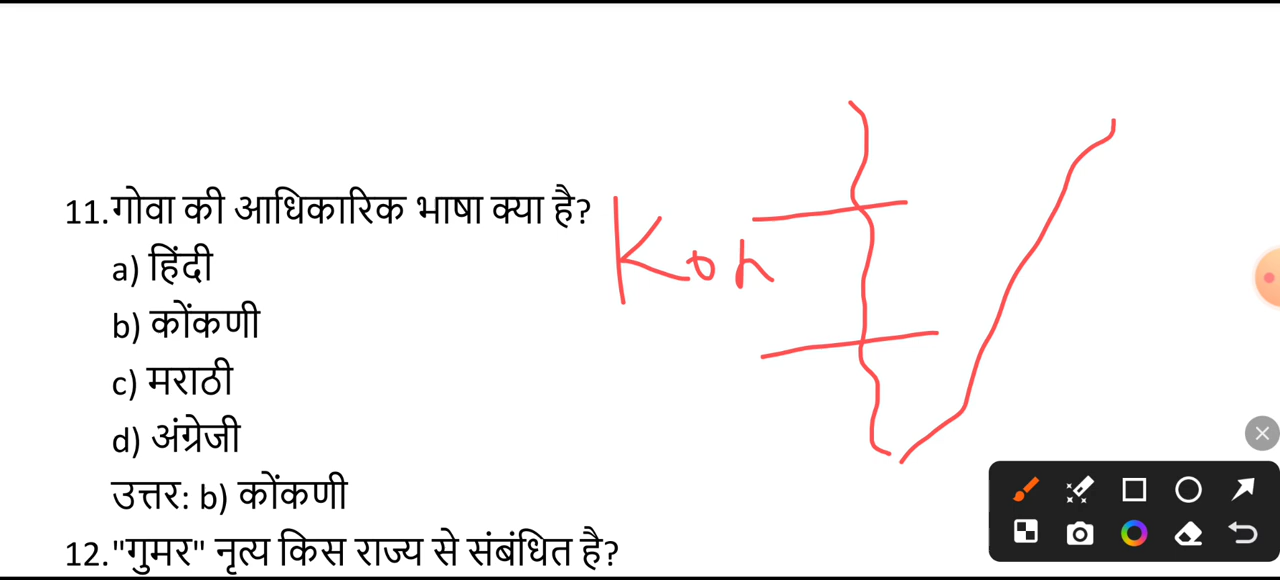 11. गोवा की आधिकारिक भाषा क्या है?
a) हिंदी
b) कोंकणी
c) मराठी
d) अंग्रेजी
उत्तर: b) कोंकणी
12. "गुमर" नृत्य किस राज्य से संबंधित है?
Kon